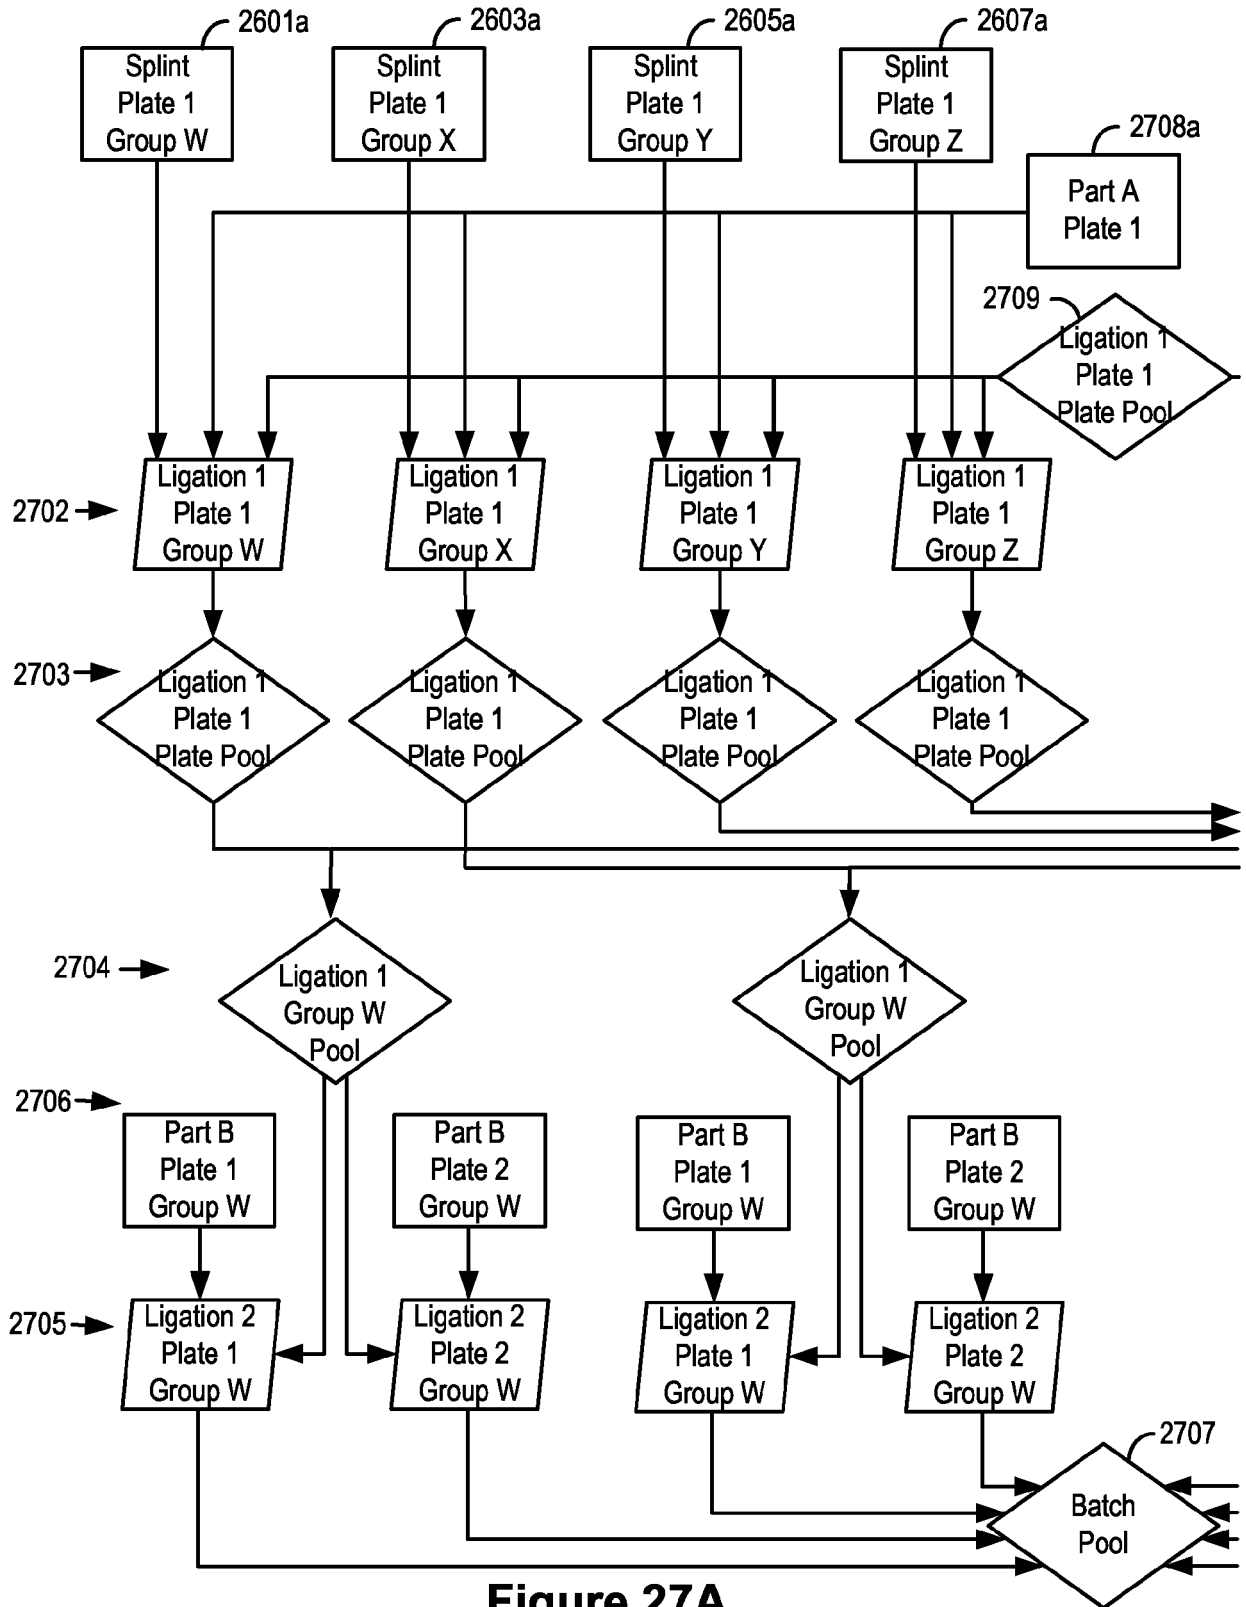 2601a
2603a
2605a
2607a
Splint
Plate 1
Group W
Splint
Plate 1
Group X
Splint
Plate 1
Group Y
Splint
Plate 1
Group Z
2708a
Part A
Plate 1
2709
Ligation 1
Plate 1
Plate Pool
2702
Ligation 1
Plate 1
Group W
Ligation 1
Plate 1
Group X
Ligation 1
Plate 1
Group Y
Ligation 1
Plate 1
Group Z
2703
Ligation 1
Plate 1
Plate Pool
Ligation 1
Plate 1
Plate Pool
Ligation 1
Plate 1
Plate Pool
Ligation 1
Plate 1
Plate Pool
2704
Ligation 1
Group W
Pool
Ligation 1
Group W
Pool
2706
Part B
Plate 1
Group W
Part B
Plate 2
Group W
Part B
Plate 1
Group W
Part B
Plate 2
Group W
2705
Ligation 2
Plate 1
Group W
Ligation 2
Plate 2
Group W
Ligation 2
Plate 1
Group W
Ligation 2
Plate 2
Group W
2707
Batch
Pool
Figure 27A